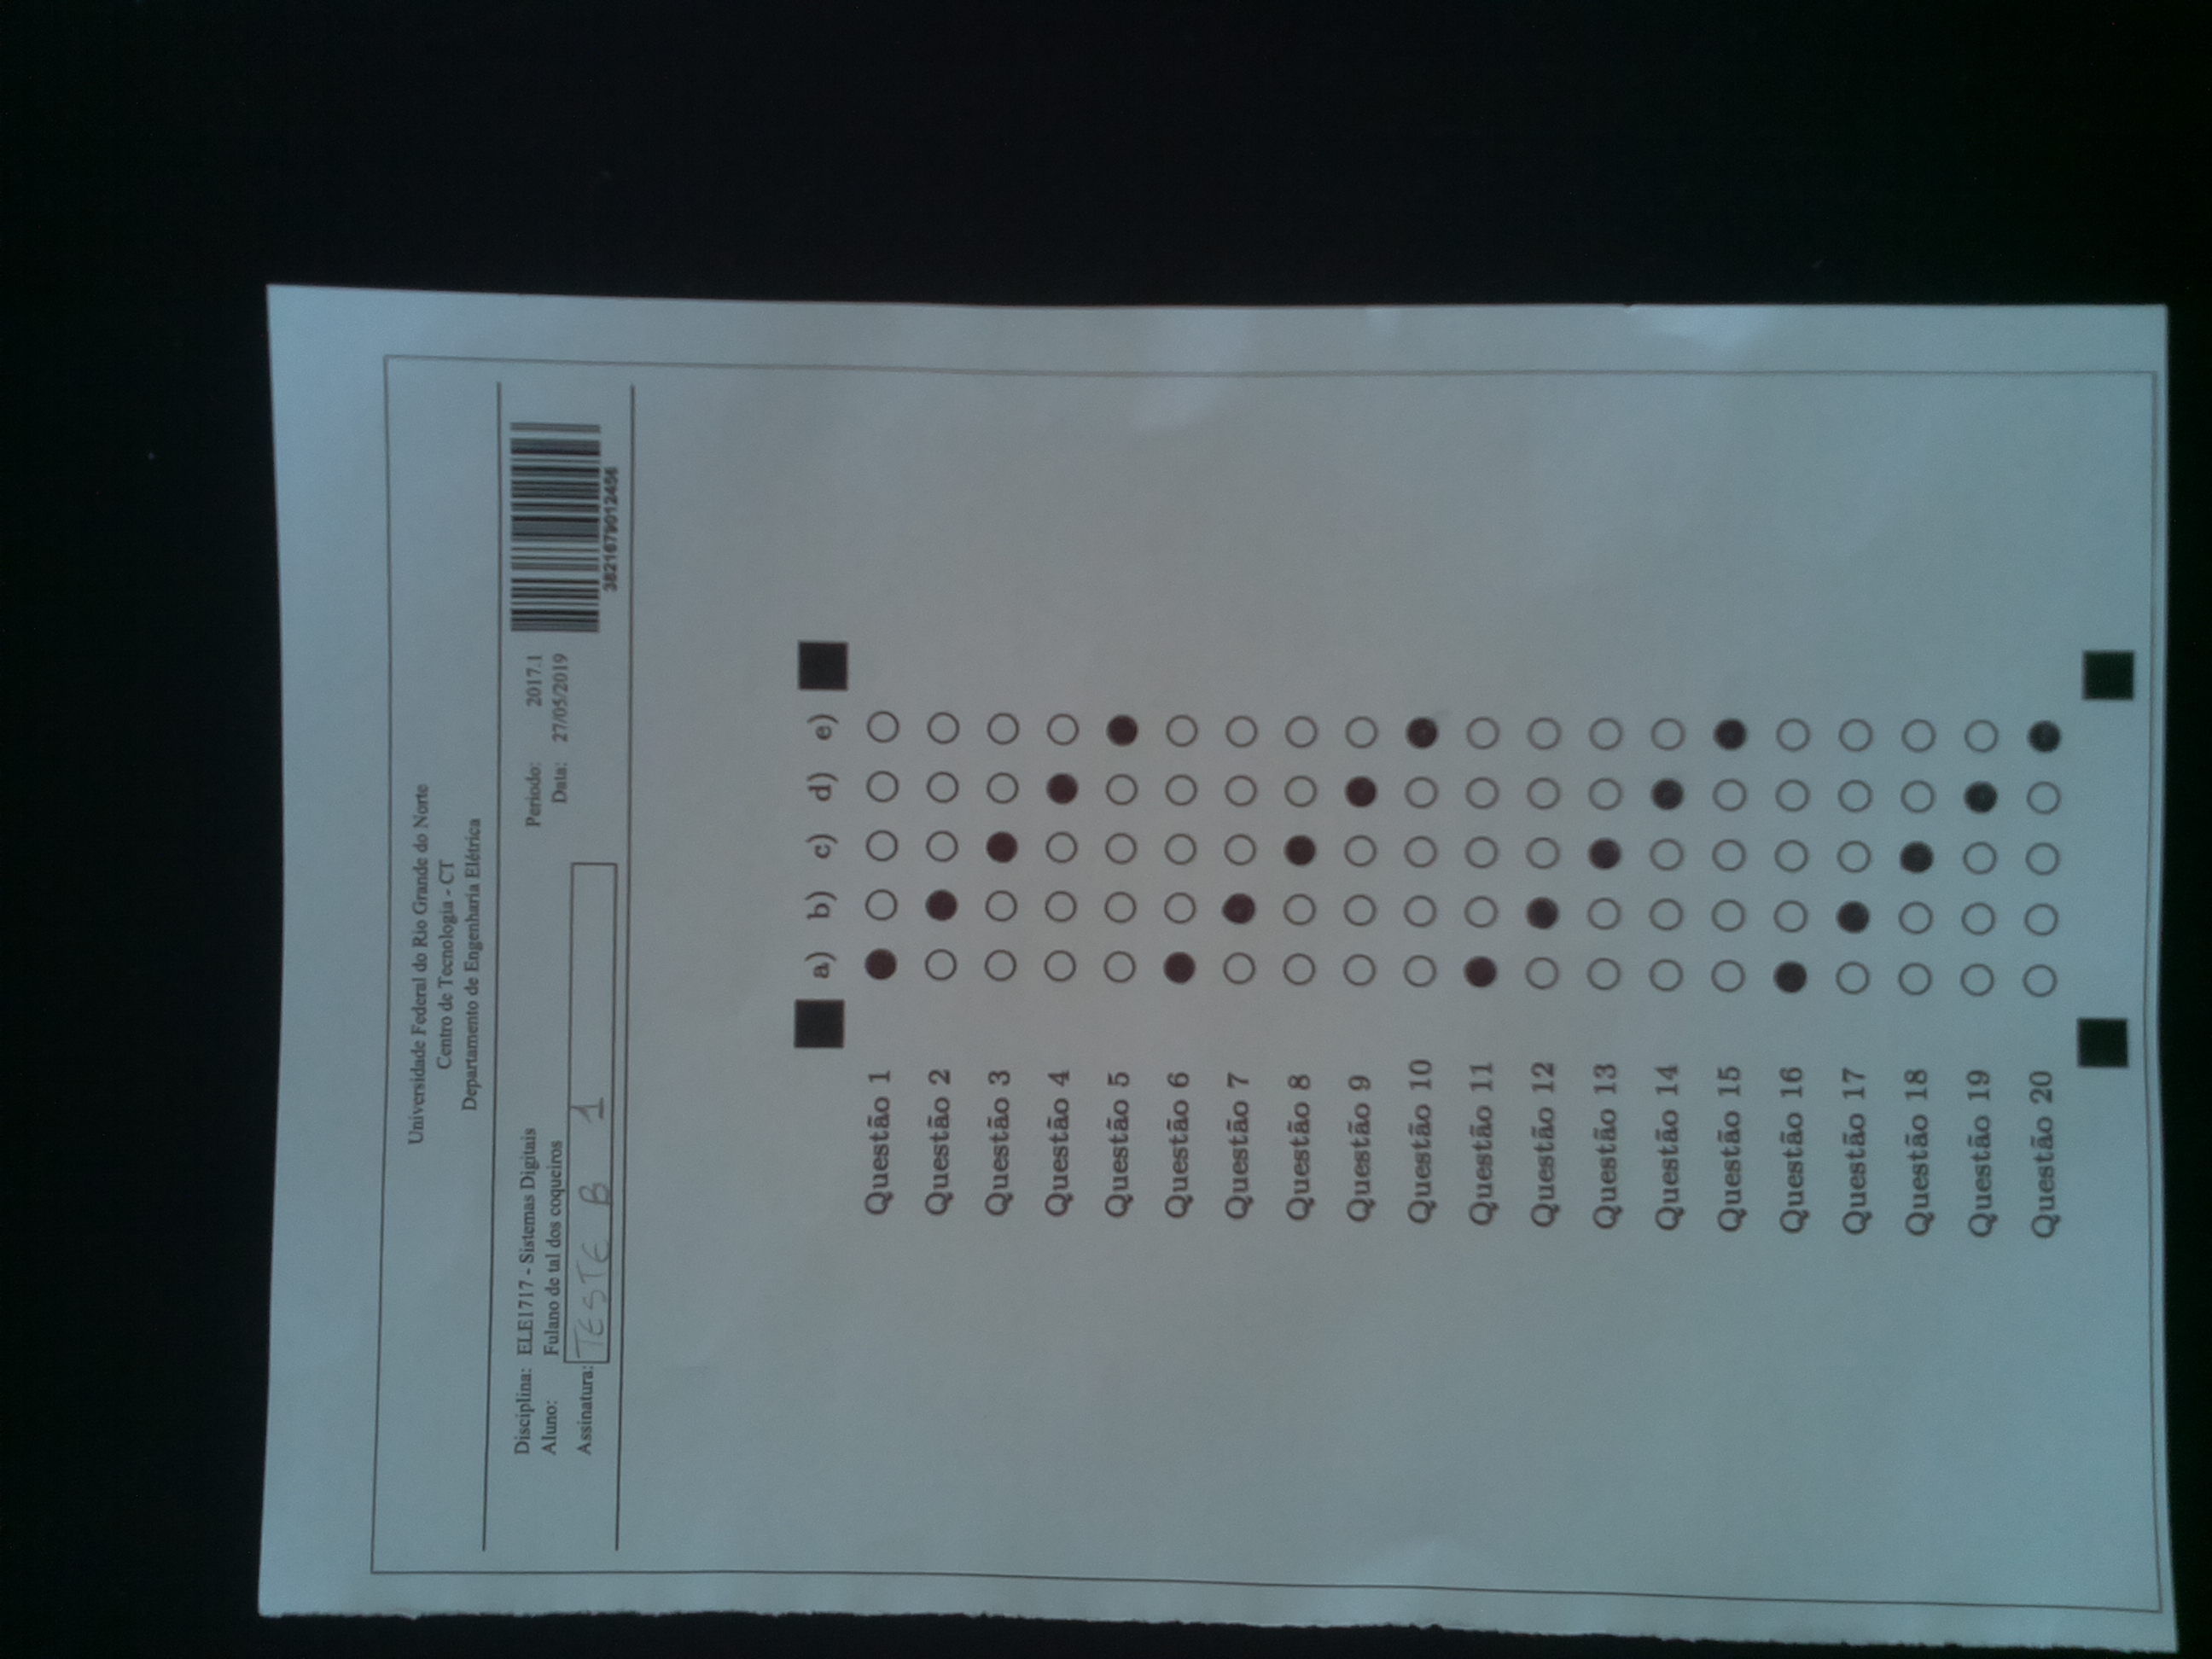 Universidade Federal do Rio Grande do Norte
Centro de Tecnologia - CT
Departamento de Engenharia Elétrica
Disciplina: ELE1717 - Sistemas Digitais Período: 2017.1
Aluno: Fulano de tal dos coqueiros Data: 27/05/2019
Assinatura: TESTE B 1
3821679012456
a) b) c) d) e)
Questão 1
Questão 2
Questão 3
Questão 4
Questão 5
Questão 6
Questão 7
Questão 8
Questão 9
Questão 10
Questão 11
Questão 12
Questão 13
Questão 14
Questão 15
Questão 16
Questão 17
Questão 18
Questão 19
Questão 20